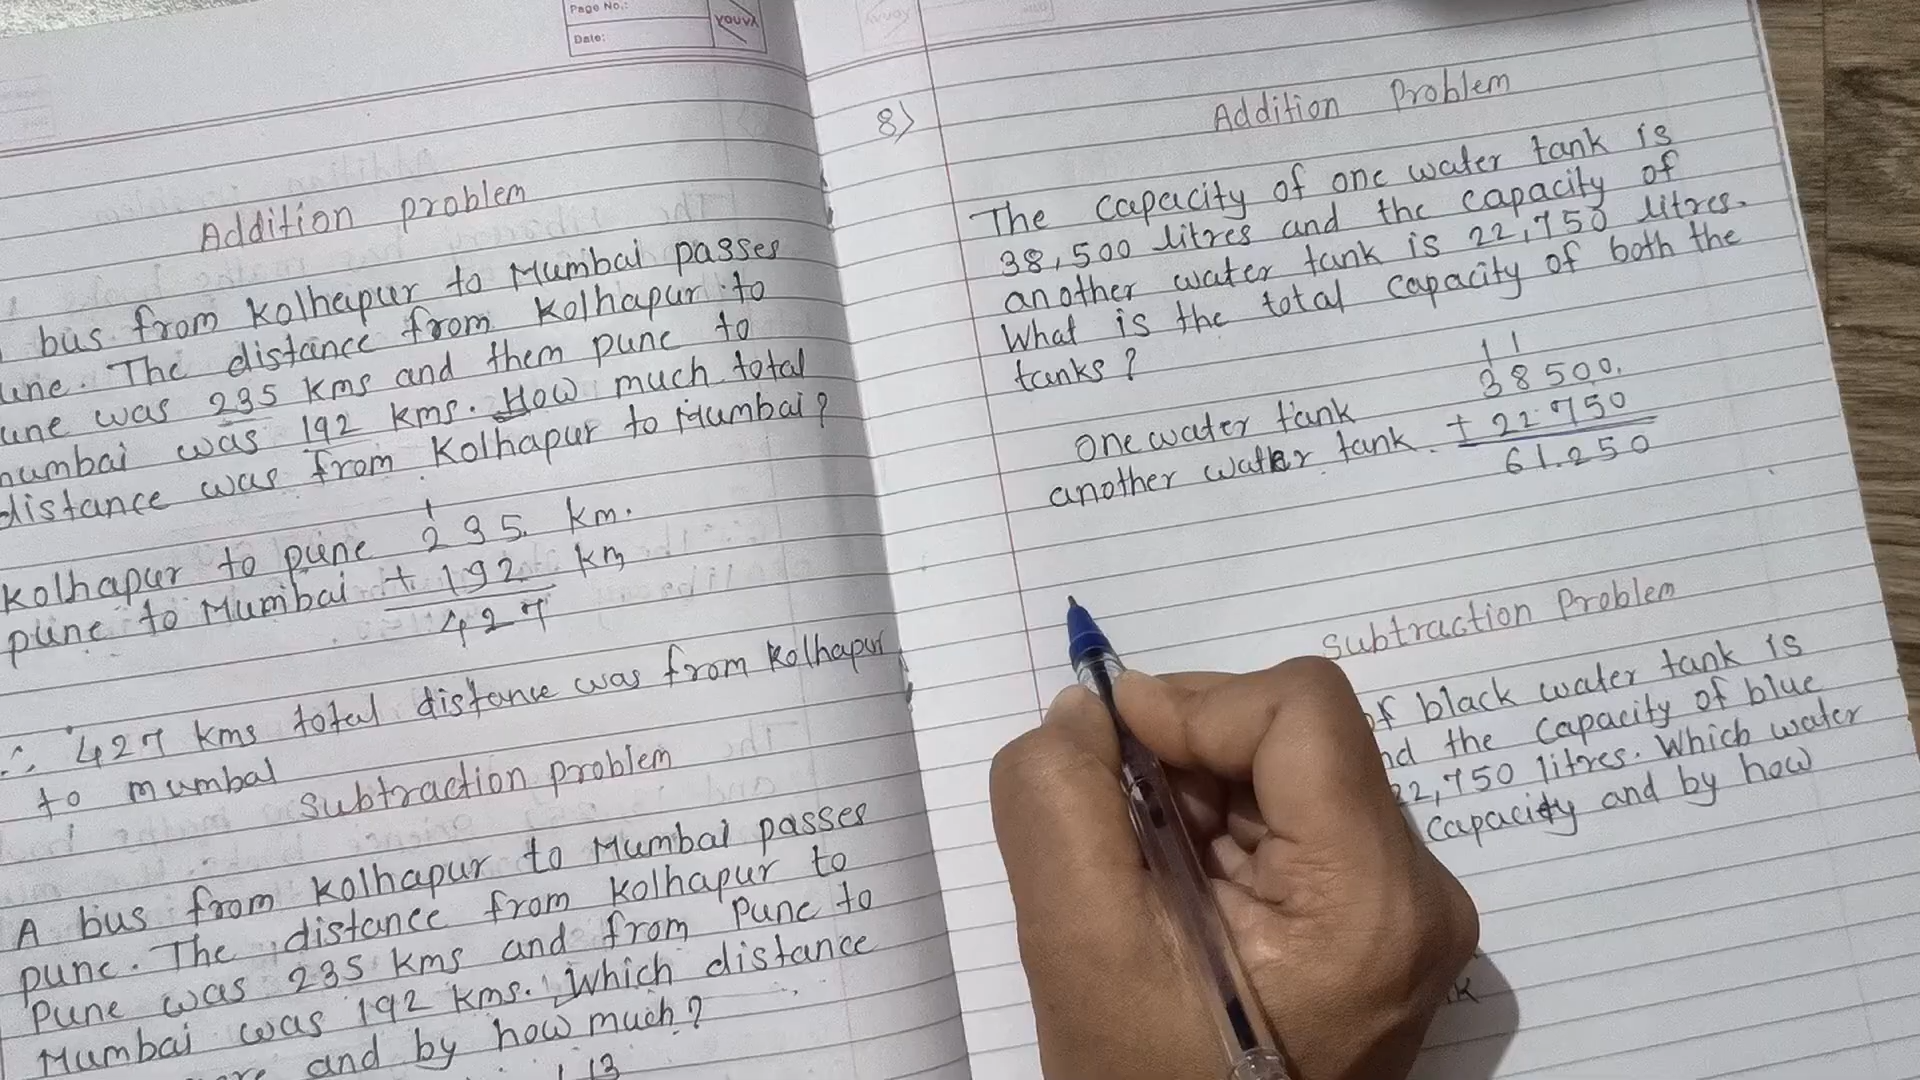 Page No.:
Date:
YOUVA
Addition problem
bus from Kolhapur to Mumbai passes
une. The distance from Kolhapur to
une was 235 kms and them pune to
mumbai was 192 kms. How much total
distance was from Kolhapur to Mumbai?
1
Kolhapur to pune 235 km.
pune to Mumbai + 192 km
427
∴ 427 kms total distance was from Kolhapur
to mumbai
Subtraction problem
A bus from Kolhapur to Mumbai passes
pune. The distance from Kolhapur to
Pune was 235 kms and from pune to
Mumbai was 192 kms. Which distance
and by how much?
1 13
8)
Addition Problem
The capacity of one water tank is
38,500 litres and the capacity of
another water tank is 22,750 litres.
What is the total capacity of both the
tanks?
1 1
One water tank 38500.
another water tank. + 22750
61.250
Subtraction Problem
of black water tank is
nd the capacity of blue
22,750 litres. Which water
capacity and by how
k